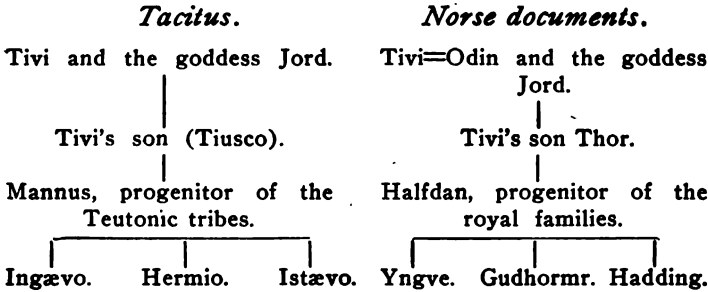 Tacitus.
Tivi and the goddess Jord.
Tivi's son (Tiusco).
Mannus, progenitor of the
Teutonic tribes.
Ingævo. Hermio. Istævo.
Norse documents.
Tivi=Odin and the goddess
Jord.
Tivi's son Thor.
Halfdan, progenitor of the
royal families.
Yngve. Gudhormr. Hadding.